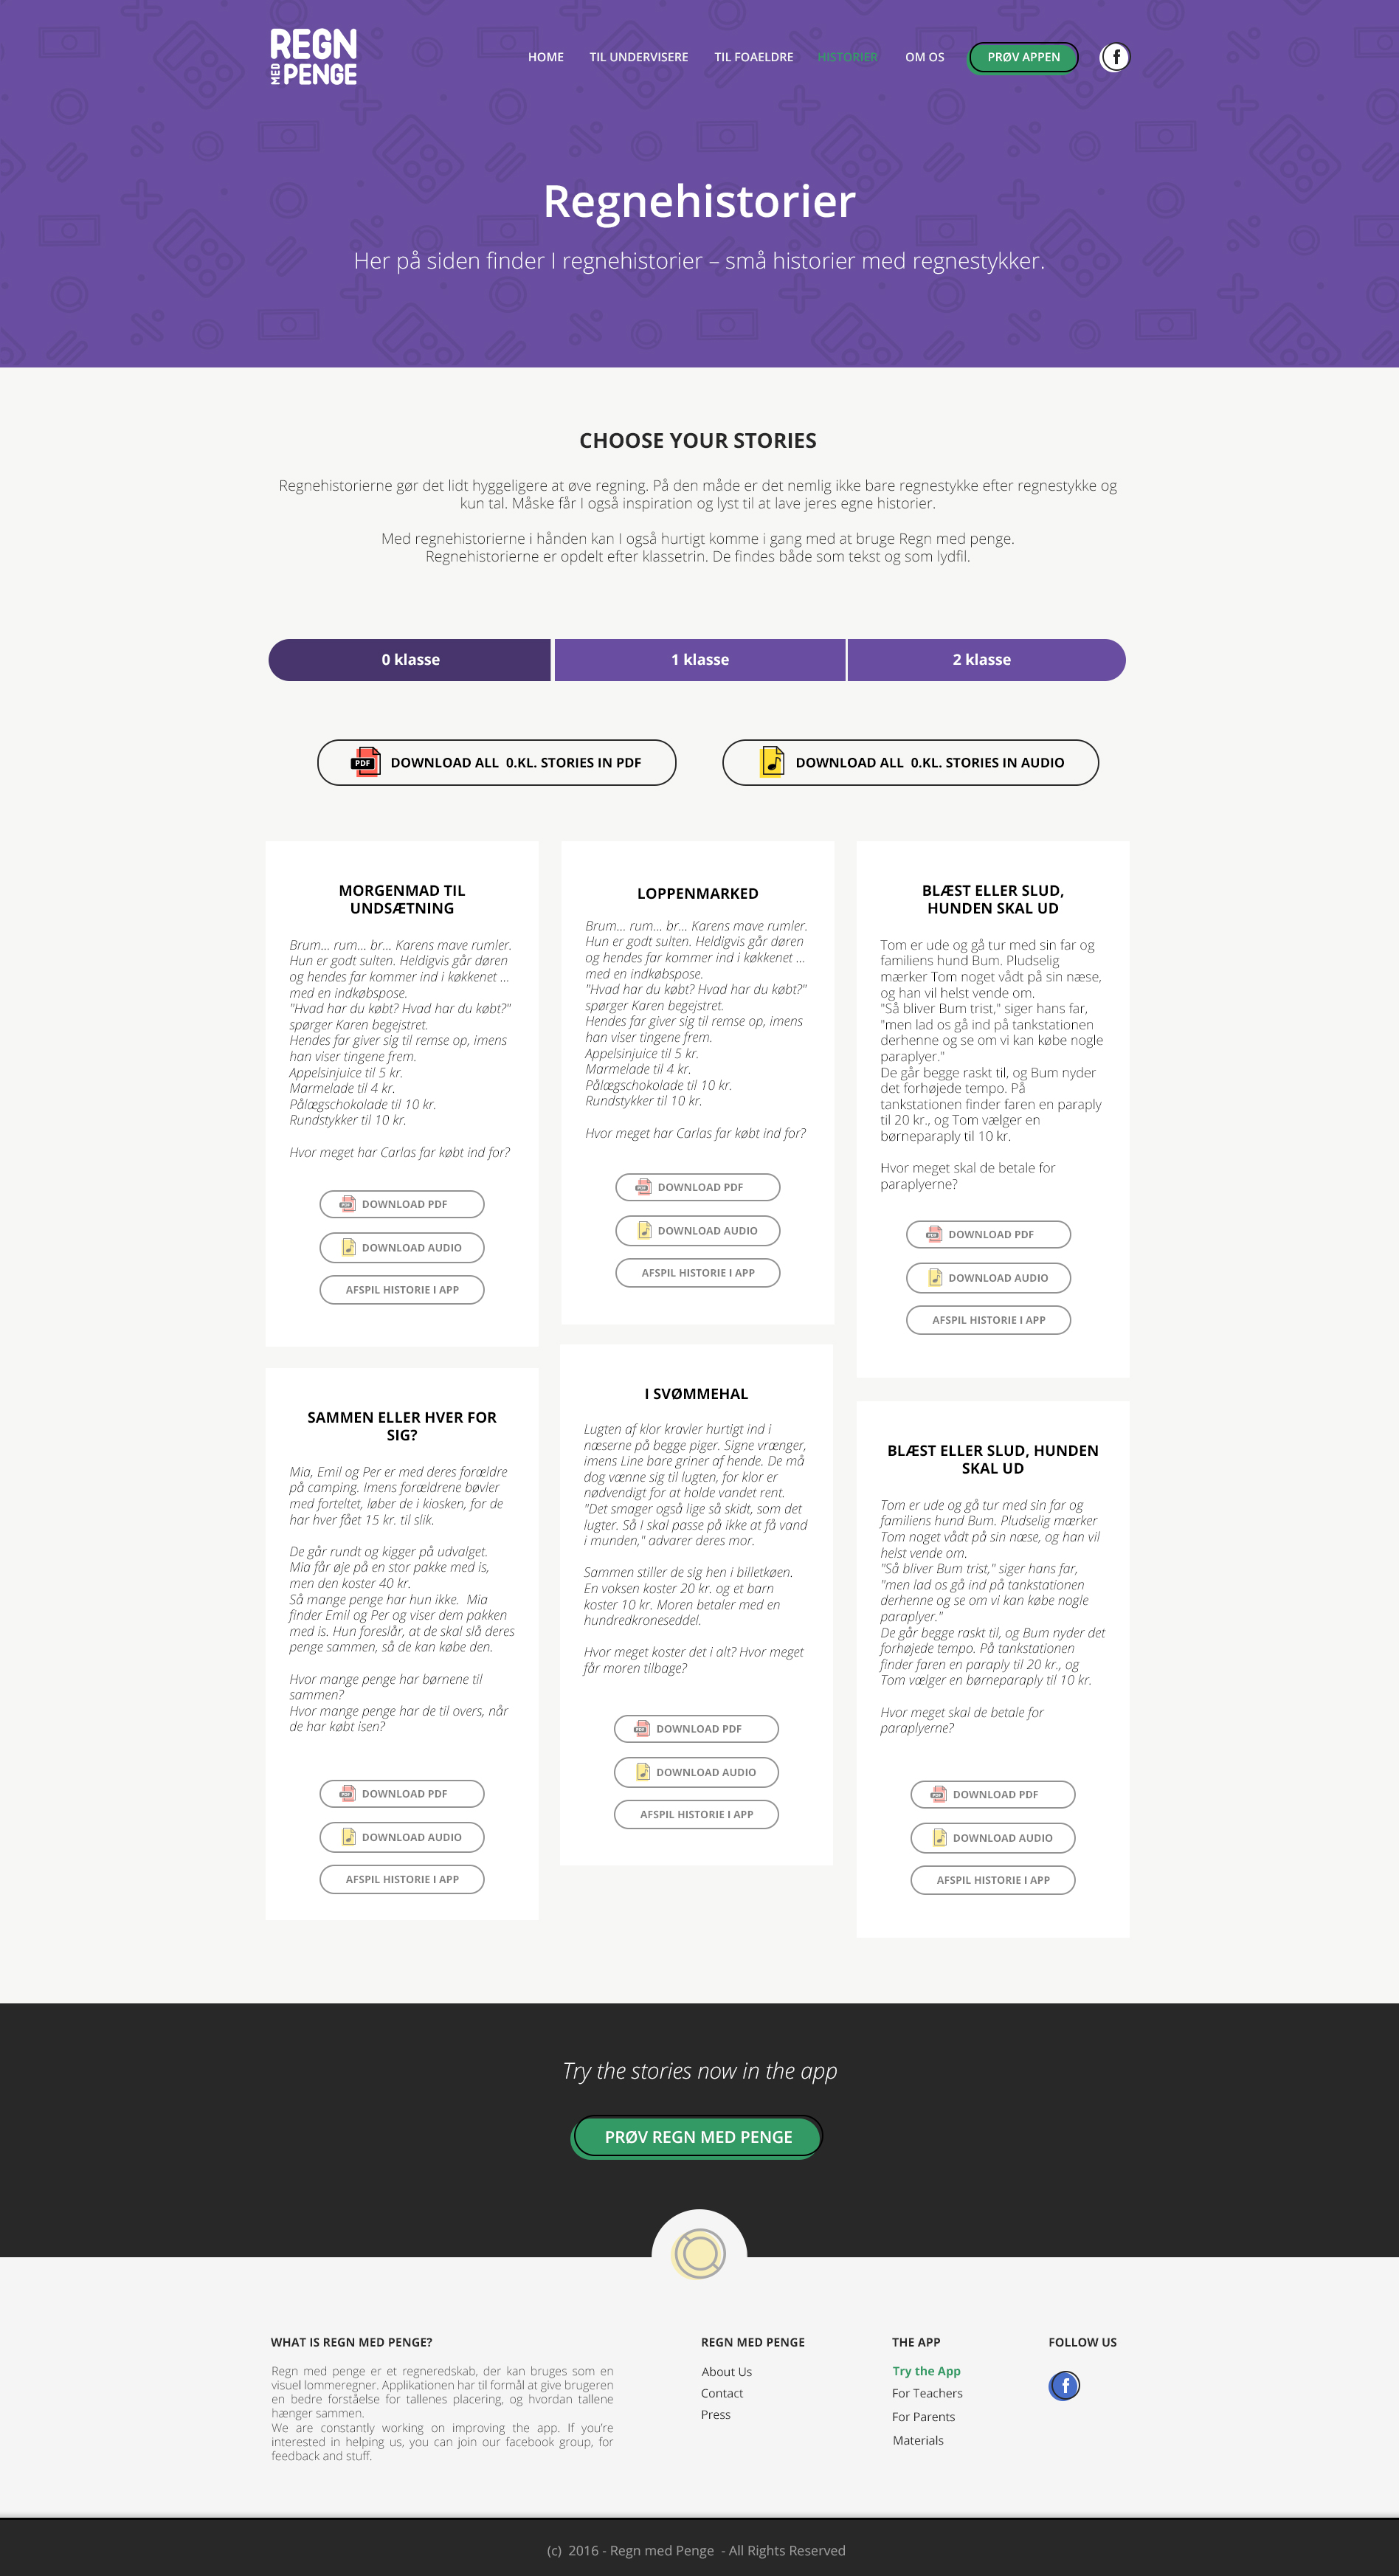 REGN
MED
PENGE
HOME TIL UNDERVISERE TIL FOAELDRE HISTORIER OM OS PRØV APPEN f
Regnehistorier
Her på siden finder I regnehistorier – små historier med regnestykker.
CHOOSE YOUR STORIES
Regnehistorierne gør det lidt hyggeligere at øve regning. På den måde er det nemlig ikke bare regnestykke efter regnestykke og
kun tal. Måske får I også inspiration og lyst til at lave jeres egne historier.
Med regnehistorierne i hånden kan I også hurtigt komme i gang med at bruge Regn med penge.
Regnehistorierne er opdelt efter klassetrin. De findes både som tekst og som lydfil.
0 klasse 1 klasse 2 klasse
PDF DOWNLOAD ALL 0.KL. STORIES IN PDF
DOWNLOAD ALL 0.KL. STORIES IN AUDIO
MORGENMAD TIL
UNDSÆTNING
Brum... rum... br... Karens mave rumler.
Hun er godt sulten. Heldigvis går døren
og hendes far kommer ind i køkkenet ...
med en indkøbspose.
"Hvad har du købt? Hvad har du købt?"
spørger Karen begejstret.
Hendes far giver sig til remse op, imens
han viser tingene frem.
Appelsinjuice til 5 kr.
Marmelade til 4 kr.
Pålægschokolade til 10 kr.
Rundstykker til 10 kr.
Hvor meget har Carlas far købt ind for?
PDF DOWNLOAD PDF
DOWNLOAD AUDIO
AFSPIL HISTORIE I APP
LOPPENMARKED
Brum... rum... br... Karens mave rumler.
Hun er godt sulten. Heldigvis går døren
og hendes far kommer ind i køkkenet ...
med en indkøbspose.
"Hvad har du købt? Hvad har du købt?"
spørger Karen begejstret.
Hendes far giver sig til remse op, imens
han viser tingene frem.
Appelsinjuice til 5 kr.
Marmelade til 4 kr.
Pålægschokolade til 10 kr.
Rundstykker til 10 kr.
Hvor meget har Carlas far købt ind for?
PDF DOWNLOAD PDF
DOWNLOAD AUDIO
AFSPIL HISTORIE I APP
BLÆST ELLER SLUD,
HUNDEN SKAL UD
Tom er ude og gå tur med sin far og
familiens hund Bum. Pludselig
mærker Tom noget vådt på sin næse,
og han vil helst vende om.
"Så bliver Bum trist," siger hans far,
"men lad os gå ind på tankstationen
derhenne og se om vi kan købe nogle
paraplyer."
De går begge raskt til, og Bum nyder
det forhøjede tempo. På
tankstationen finder faren en paraply
til 20 kr., og Tom vælger en
børneparaply til 10 kr.
Hvor meget skal de betale for
paraplyerne?
PDF DOWNLOAD PDF
DOWNLOAD AUDIO
AFSPIL HISTORIE I APP
SAMMEN ELLER HVER FOR
SIG?
Mia, Emil og Per er med deres forældre
på camping. Imens forældrene bøvler
med forteltet, løber de i kiosken, for de
har hver fået 15 kr. til slik.
De går rundt og kigger på udvalget.
Mia får øje på en stor pakke med is,
men den koster 40 kr.
Så mange penge har hun ikke. Mia
finder Emil og Per og viser dem pakken
med is. Hun foreslår, at de skal slå deres
penge sammen, så de kan købe den.
Hvor mange penge har børnene til
sammen?
Hvor mange penge har de til overs, når
de har købt isen?
PDF DOWNLOAD PDF
DOWNLOAD AUDIO
AFSPIL HISTORIE I APP
I SVØMMEHAL
Lugten af klor kravler hurtigt ind i
næserne på begge piger. Signe vrænger,
imens Line bare griner af hende. De må
dog vænne sig til lugten, for klor er
nødvendigt for at holde vandet rent.
"Det smager også lige så skidt, som det
lugter. Så I skal passe på ikke at få vand
i munden," advarer deres mor.
Sammen stiller de sig hen i billetkøen.
En voksen koster 20 kr. og et barn
koster 10 kr. Moren betaler med en
hundredkroneseddel.
Hvor meget koster det i alt? Hvor meget
får moren tilbage?
PDF DOWNLOAD PDF
DOWNLOAD AUDIO
AFSPIL HISTORIE I APP
BLÆST ELLER SLUD, HUNDEN
SKAL UD
Tom er ude og gå tur med sin far og
familiens hund Bum. Pludselig mærker
Tom noget vådt på sin næse, og han vil
helst vende om.
"Så bliver Bum trist," siger hans far,
"men lad os gå ind på tankstationen
derhenne og se om vi kan købe nogle
paraplyer."
De går begge raskt til, og Bum nyder det
forhøjede tempo. På tankstationen
finder faren en paraply til 20 kr., og
Tom vælger en børneparaply til 10 kr.
Hvor meget skal de betale for
paraplyerne?
PDF DOWNLOAD PDF
DOWNLOAD AUDIO
AFSPIL HISTORIE I APP
Try the stories now in the app
PRØV REGN MED PENGE
WHAT IS REGN MED PENGE?
Regn med penge er et regneredskab, der kan bruges som en
visuel lommeregner. Applikationen har til formål at give brugeren
en bedre forståelse for tallenes placering, og hvordan tallene
hænger sammen.
We are constantly working on improving the app. If you're
interested in helping us, you can join our facebook group, for
feedback and stuff.
REGN MED PENGE
About Us
Contact
Press
THE APP
Try the App
For Teachers
For Parents
Materials
FOLLOW US
f
(c) 2016 - Regn med Penge - All Rights Reserved